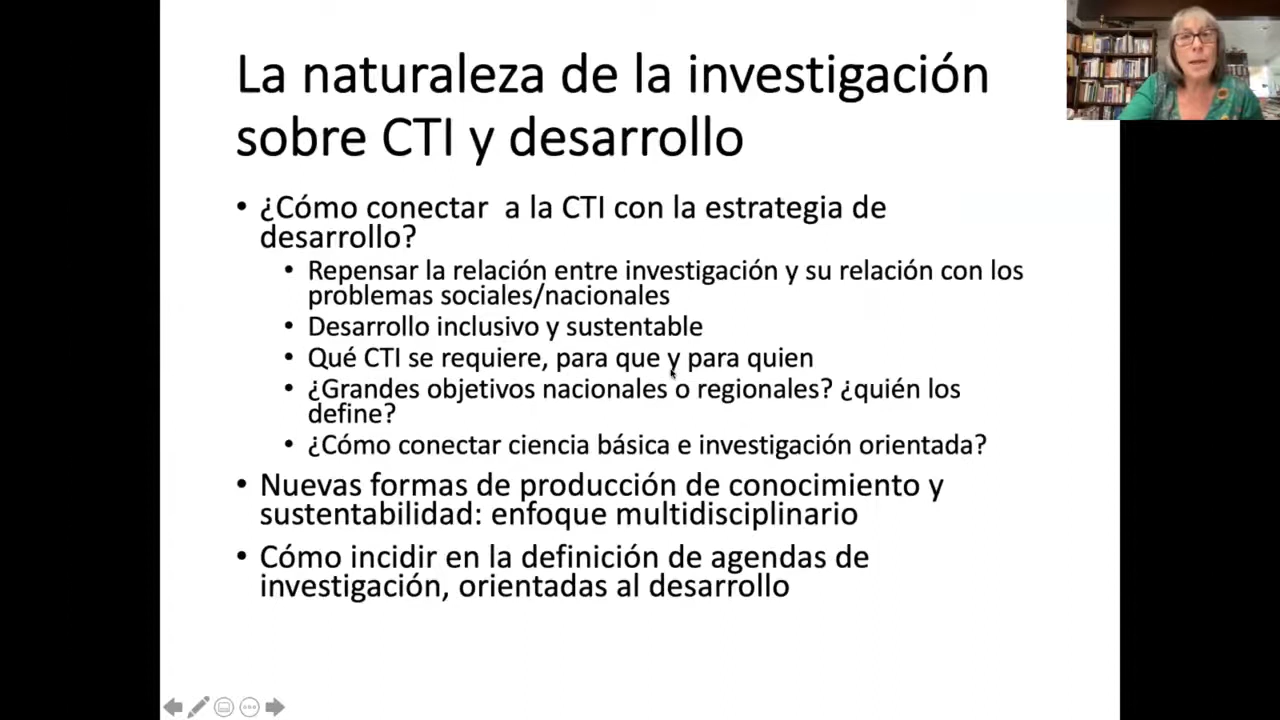 La naturaleza de la investigación
sobre CTI y desarrollo
• ¿Cómo conectar  a la CTI con la estrategia de
desarrollo?
• Repensar la relación entre investigación y su relación con los
problemas sociales/nacionales
• Desarrollo inclusivo y sustentable
• Qué CTI se requiere, para que y para quien
• ¿Grandes objetivos nacionales o regionales? ¿quién los
define?
• ¿Cómo conectar ciencia básica e investigación orientada?
• Nuevas formas de producción de conocimiento y
sustentabilidad: enfoque multidisciplinario
• Cómo incidir en la definición de agendas de
investigación, orientadas al desarrollo